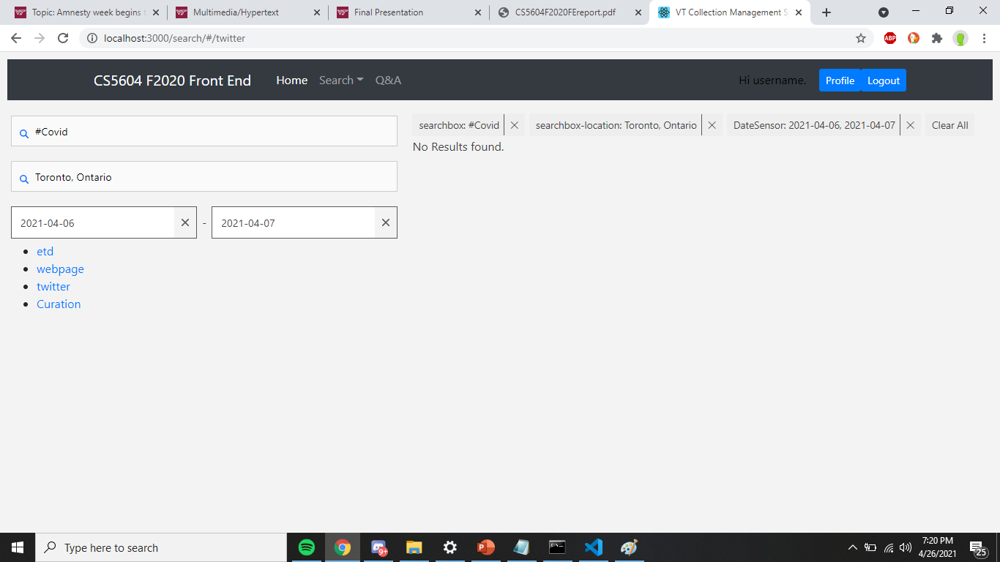 Topic: Amnesty week begins
Multimedia/Hypertext
Final Presentation
CS5604F2020FEreport.pdf
VT Collection Management S
localhost:3000/search/#/twitter
ABP
CS5604 F2020 Front End
Home
Search
Q&A
Hi username.
Profile
Logout
#Covid
Toronto, Ontario
2021-04-06
-
2021-04-07
etd
webpage
twitter
Curation
searchbox: #Covid
searchbox-location: Toronto, Ontario
DateSensor: 2021-04-06, 2021-04-07
Clear All
No Results found.
Type here to search
9+
7:20 PM
4/26/2021
25